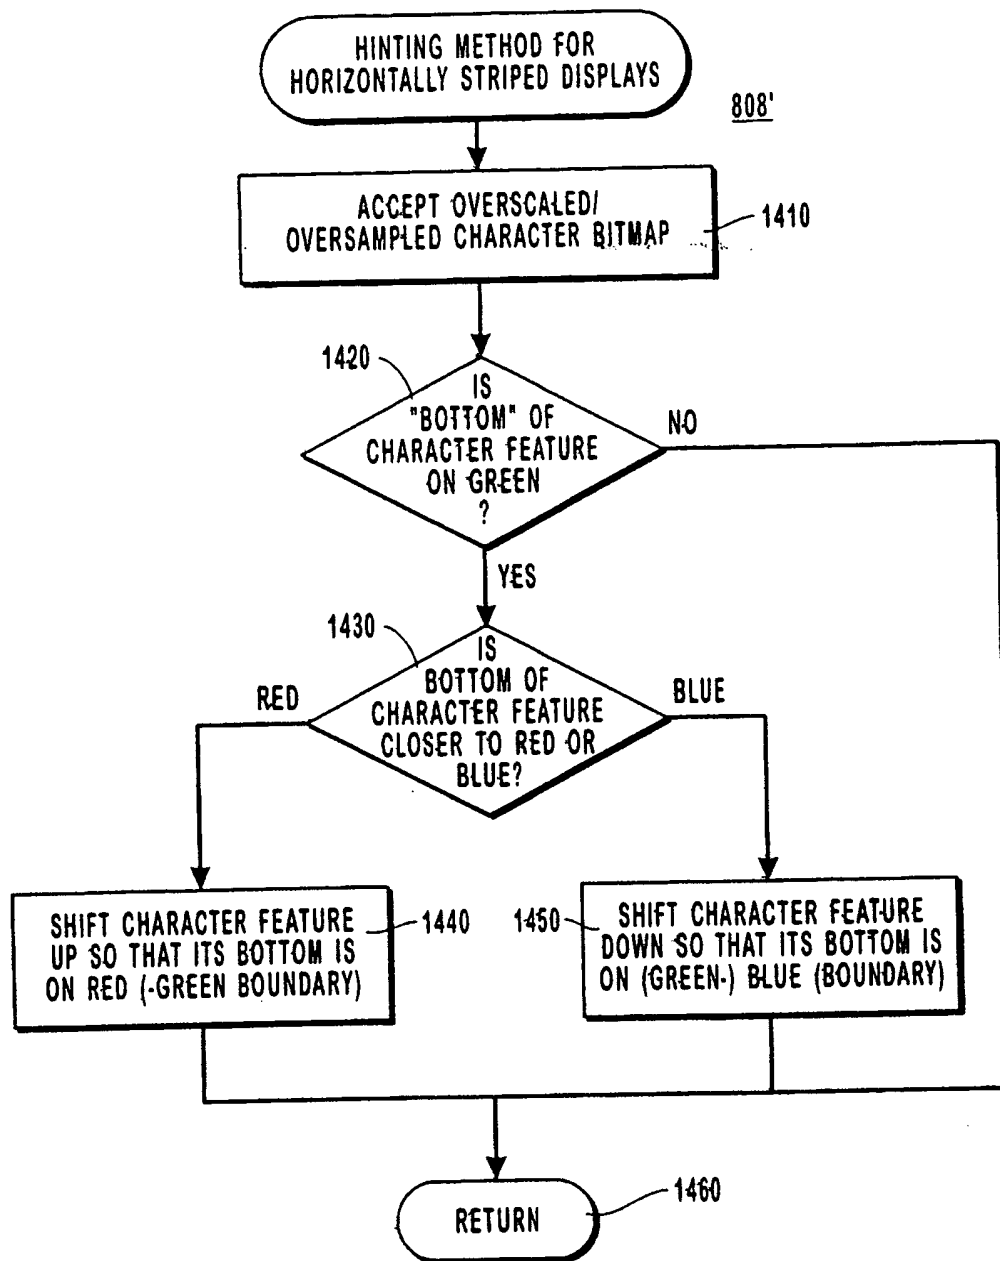 HINTING METHOD FOR
HORIZONTALLY STRIPED DISPLAYS
808'
ACCEPT OVERSCALED/
OVERSAMPLED CHARACTER BITMAP
1410
1420
IS
"BOTTOM" OF
CHARACTER FEATURE
ON GREEN
?
NO
YES
1430
IS
BOTTOM OF
CHARACTER FEATURE
CLOSER TO RED OR
BLUE?
RED
BLUE
SHIFT CHARACTER FEATURE
UP SO THAT ITS BOTTOM IS
ON RED (-GREEN BOUNDARY)
1440
1450
SHIFT CHARACTER FEATURE
DOWN SO THAT ITS BOTTOM IS
ON (GREEN-) BLUE (BOUNDARY)
RETURN
1460